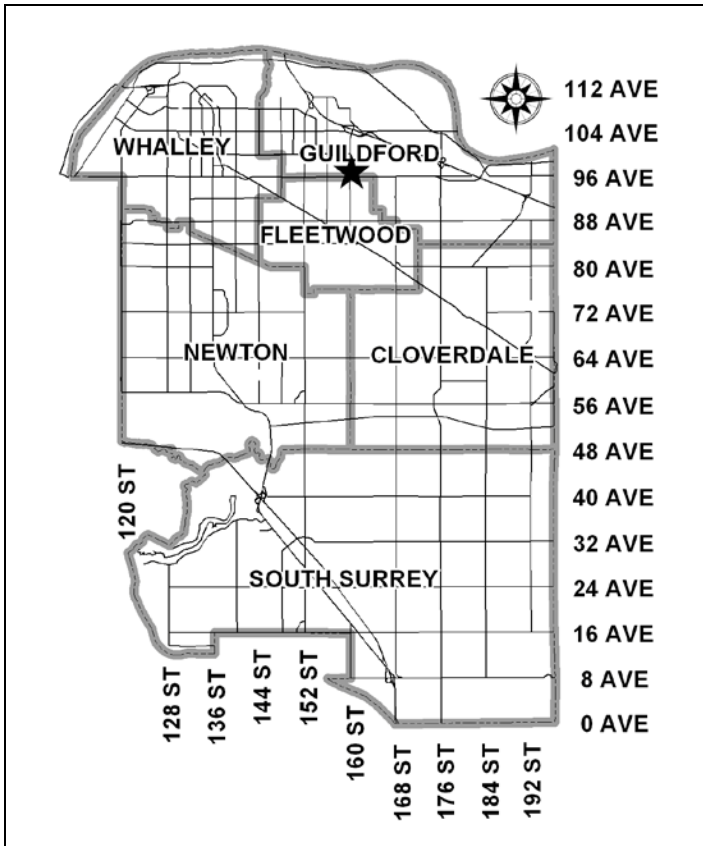 112 AVE
104 AVE
WHALLEY
GUILDFORD
96 AVE
88 AVE
FLEETWOOD
80 AVE
72 AVE
NEWTON
CLOVERDALE
64 AVE
56 AVE
48 AVE
120 ST
40 AVE
32 AVE
SOUTH SURREY
24 AVE
16 AVE
128 ST
136 ST
144 ST
152 ST
160 ST
8 AVE
0 AVE
168 ST
176 ST
184 ST
192 ST